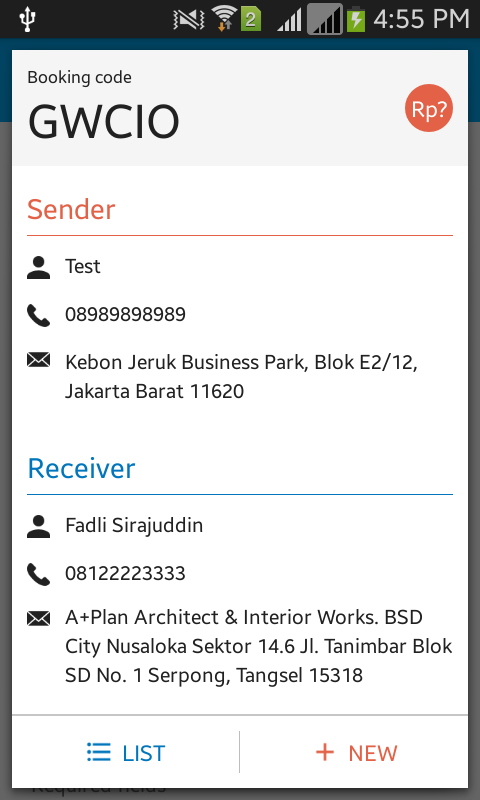 2
4:55 PM
Booking code
GWCIO
Rp?
Sender
Test
08989898989
Kebon Jeruk Business Park, Blok E2/12,
Jakarta Barat 11620
Receiver
Fadli Sirajuddin
08122223333
A+Plan Architect & Interior Works. BSD
City Nusaloka Sektor 14.6 Jl. Tanimbar Blok
SD No. 1 Serpong, Tangsel 15318
LIST
+ NEW
Required fields